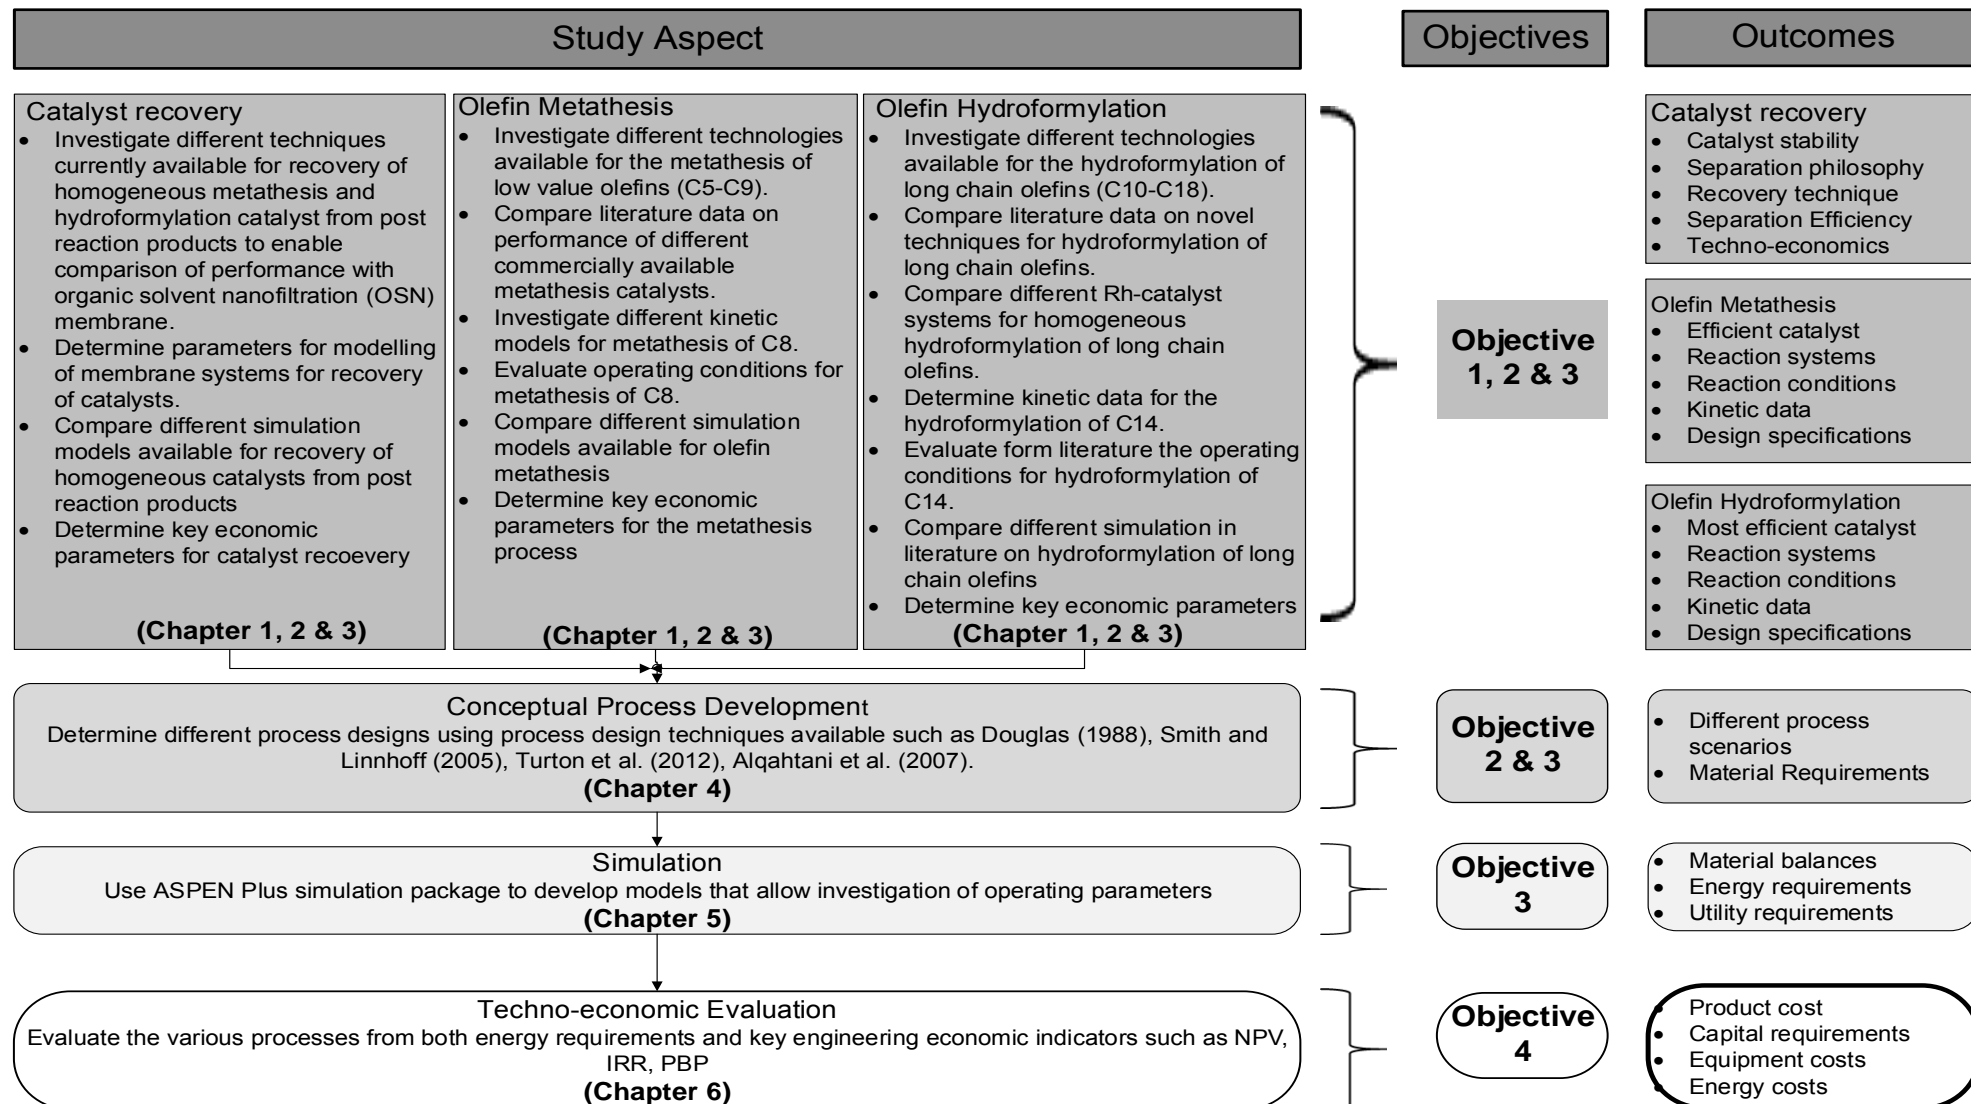 Study Aspect
Objectives
Outcomes
Catalyst recovery
• Investigate different techniques
currently available for recovery of
homogeneous metathesis and
hydroformylation catalyst from post
reaction products to enable
comparison of performance with
organic solvent nanofiltration (OSN)
membrane.
• Determine parameters for modelling
of membrane systems for recovery
of catalysts.
• Compare different simulation
models available for recovery of
homogeneous catalysts from post
reaction products
• Determine key economic
parameters for catalyst recoevery
(Chapter 1, 2 & 3)
Olefin Metathesis
• Investigate different technologies
available for the metathesis of
low value olefins (C5-C9).
• Compare literature data on
performance of different
commercially available
metathesis catalysts.
• Investigate different kinetic
models for metathesis of C8.
• Evaluate operating conditions for
metathesis of C8.
• Compare different simulation
models available for olefin
metathesis
• Determine key economic
parameters for the metathesis
process
(Chapter 1, 2 & 3)
Olefin Hydroformylation
• Investigate different technologies
available for the hydroformylation of
long chain olefins (C10-C18).
• Compare literature data on novel
techniques for hydroformylation of
long chain olefins.
• Compare different Rh-catalyst
systems for homogeneous
hydroformylation of long chain
olefins.
• Determine kinetic data for the
hydroformylation of C14.
• Evaluate form literature the operating
conditions for hydroformylation of
C14.
• Compare different simulation in
literature on hydroformylation of long
chain olefins
• Determine key economic parameters
(Chapter 1, 2 & 3)
Objective
1, 2 & 3
Catalyst recovery
• Catalyst stability
• Separation philosophy
• Recovery technique
• Separation Efficiency
• Techno-economics
Olefin Metathesis
• Efficient catalyst
• Reaction systems
• Reaction conditions
• Kinetic data
• Design specifications
Olefin Hydroformylation
• Most efficient catalyst
• Reaction systems
• Reaction conditions
• Kinetic data
• Design specifications
Conceptual Process Development
Determine different process designs using process design techniques available such as Douglas (1988), Smith and
Linnhoff (2005), Turton et al. (2012), Alqahtani et al. (2007).
(Chapter 4)
Objective
2 & 3
• Different process
scenarios
• Material Requirements
Simulation
Use ASPEN Plus simulation package to develop models that allow investigation of operating parameters
(Chapter 5)
Objective
3
• Material balances
• Energy requirements
• Utility requirements
Techno-economic Evaluation
Evaluate the various processes from both energy requirements and key engineering economic indicators such as NPV,
IRR, PBP
(Chapter 6)
Objective
4
• Product cost
• Capital requirements
• Equipment costs
• Energy costs